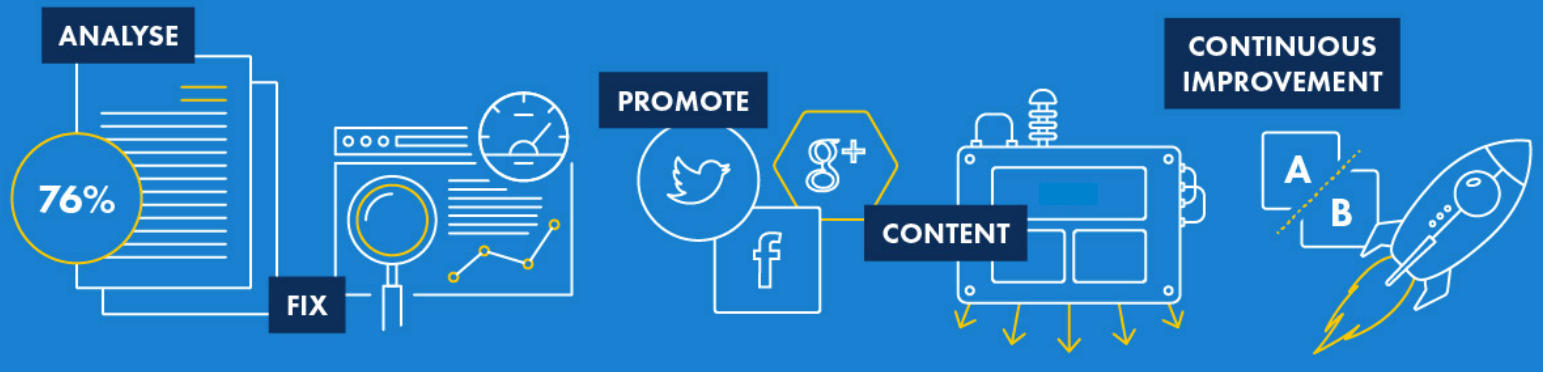 ANALYSE
76%
FIX
PROMOTE
g+
f
CONTENT
CONTINUOUS
IMPROVEMENT
A
B